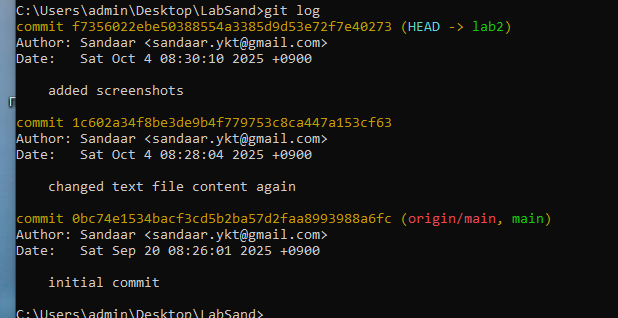 C:\Users\admin\Desktop\LabSand>git log
commit f7356022ebe50388554a3385d9d53e72f7e40273 (HEAD -> lab2)
Author: Sandaar <sandaar.ykt@gmail.com>
Date:   Sat Oct 4 08:30:10 2025 +0900
added screenshots
commit 1c602a34f8be3de9b4f779753c8ca447a153cf63
Author: Sandaar <sandaar.ykt@gmail.com>
Date:   Sat Oct 4 08:28:04 2025 +0900
changed text file content again
commit 0bc74e1534bacf3cd5b2ba57d2faa8993988a6fc (origin/main, main)
Author: Sandaar <sandaar.ykt@gmail.com>
Date:   Sat Sep 20 08:26:01 2025 +0900
initial commit
C:\Users\admin\Desktop\LabSand>